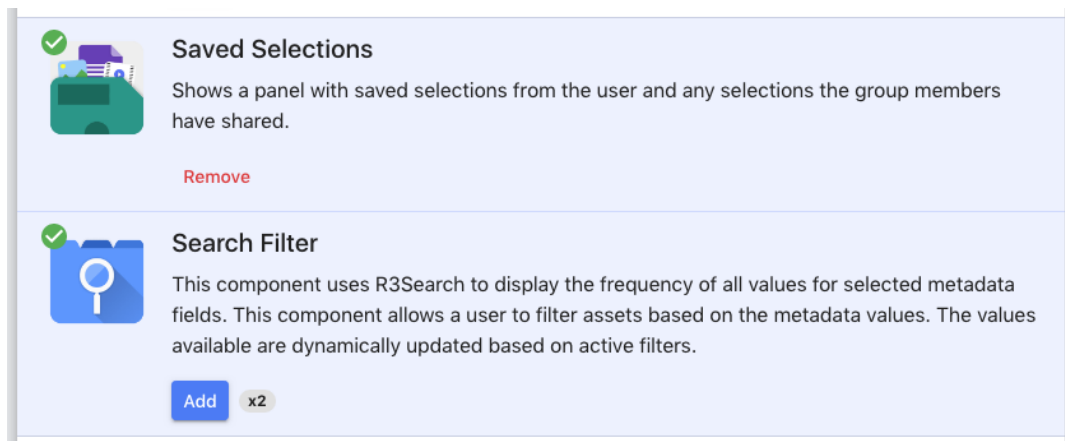 Saved Selections
Shows a panel with saved selections from the user and any selections the group members
have shared.
Remove
Search Filter
This component uses R3Search to display the frequency of all values for selected metadata
fields. This component allows a user to filter assets based on the metadata values. The values
available are dynamically updated based on active filters.
Add x2